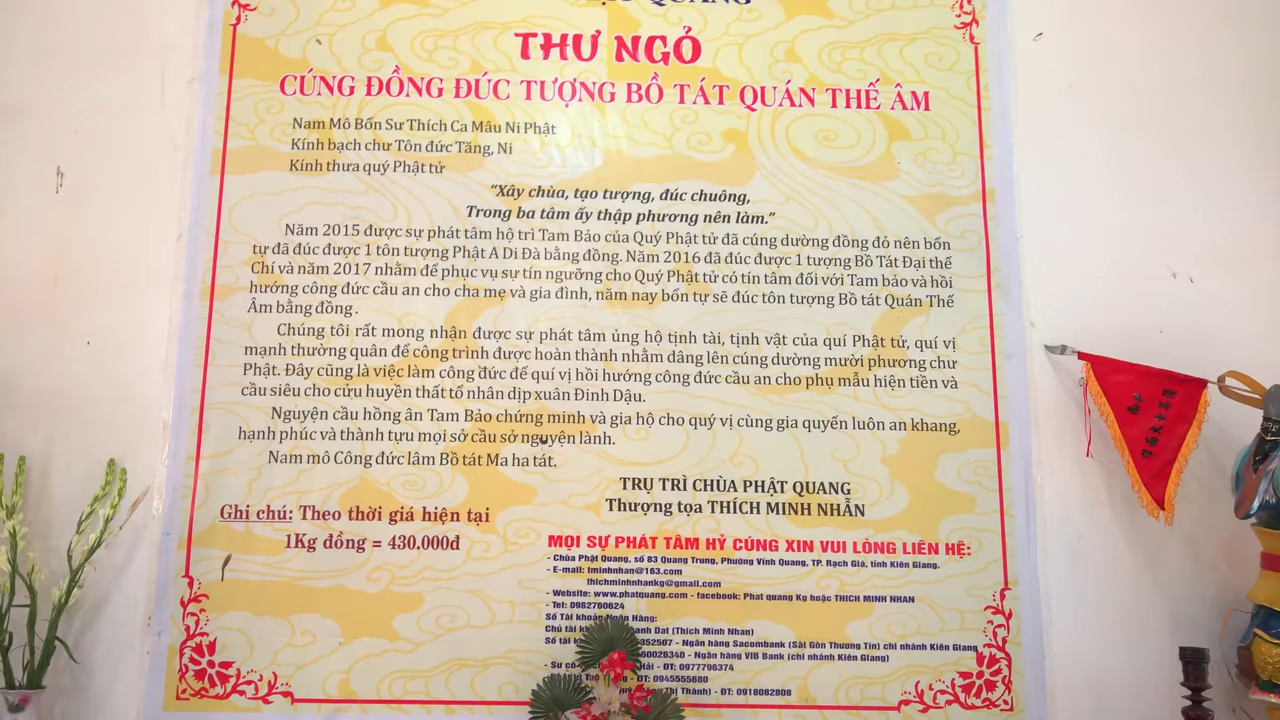 QUANG
THƯ NGỎ
CÚNG ĐỒNG ĐÚC TƯỢNG BỒ TÁT QUÁN THẾ ÂM
Nam Mô Bổn Sư Thích Ca Mâu Ni Phật
Kính bạch chư Tôn đức Tăng, Ni
Kính thưa quý Phật tử
“Xây chùa, tạo tượng, đúc chuông,
Trong ba tâm ấy thập phương nên làm.”
Năm 2015 được sự phát tâm hộ trì Tam Bảo của Quý Phật tử đã cúng dường đồng đỏ nên bổn
tự đã đúc được 1 tôn tượng Phật A Di Đà bằng đồng. Năm 2016 đã đúc được 1 tượng Bồ Tát Đại thế
Chí và năm 2017 nhằm để phục vụ sự tín ngưỡng cho Quý Phật tử có tín tâm đối với Tam bảo và hồi
hướng công đức cầu an cho cha mẹ và gia đình, năm nay bổn tự sẽ đúc tôn tượng Bồ tát Quán Thế
Âm bằng đồng.
Chúng tôi rất mong nhận được sự phát tâm ủng hộ tịnh tài, tịnh vật của quí Phật tử, quí vị
mạnh thường quân để công trình được hoàn thành nhằm dâng lên cúng dường mười phương chư
Phật. Đây cũng là việc làm công đức để quí vị hồi hướng công đức cầu an cho phụ mẫu hiện tiền và
cầu siêu cho cửu huyền thất tổ nhân dịp xuân Đinh Dậu.
Nguyện cầu hồng ân Tam Bảo chứng minh và gia hộ cho quý vị cùng gia quyến luôn an khang,
hạnh phúc và thành tựu mọi sở cầu sở nguyện lành.
Nam mô Công đức lâm Bồ tát Ma ha tát.
TRỤ TRÌ CHÙA PHẬT QUANG
Thượng tọa THÍCH MINH NHẪN
Ghi chú: Theo thời giá hiện tại
1Kg đồng = 430.000đ
MỌI SỰ PHÁT TÂM HỶ CÚNG XIN VUI LÒNG LIÊN HỆ:
- Chùa Phật Quang, số 83 Quang Trung, Phường Vĩnh Quang, TP. Rạch Giá, tỉnh Kiên Giang.
- E-mail: tminhnhan@163.com
thichminhnhankg@gmail.com
- Website: www.phatquang.com - facebook: Phat quang Kg hoặc THICH MINH NHAN
- Tel: 0982760624
Số Tài khoản Ngân Hàng:
Chủ tài anh Dat (Thich Minh Nhan)
Số tài 352507 - Ngân hàng Sacombank (Sài Gòn Thương Tín) chi nhánh Kiên Giang
60026340 - Ngân hàng VIB Bank (chi nhánh Kiên Giang)
- Sư cô Hải - ĐT: 0977796374
- ĐT: 0945555680
Thị Thành) - ĐT: 0918082808